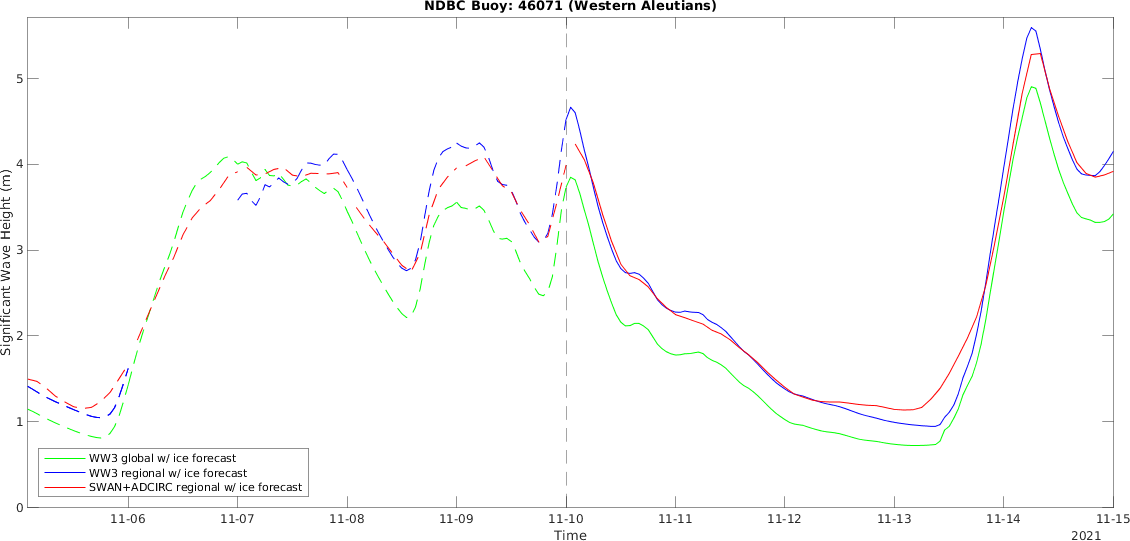 NDBC Buoy: 46071 (Western Aleutians)
Significant Wave Height (m)
5
4
3
2
1
0
WW3 global w/ ice forecast
WW3 regional w/ ice forecast
SWAN+ADCIRC regional w/ ice forecast
11-06 11-07 11-08 11-09 11-10 11-11 11-12 11-13 11-14 11-15
Time
2021